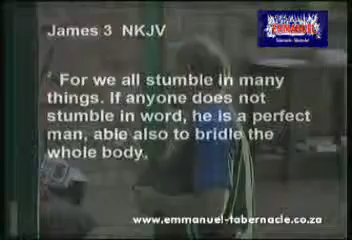 James 3 NKJV
2 For we all stumble in many
things. If anyone does not
stumble in word, he is a perfect
man, able also to bridle the
whole body.
www.emmanuel-tabernacle.co.za